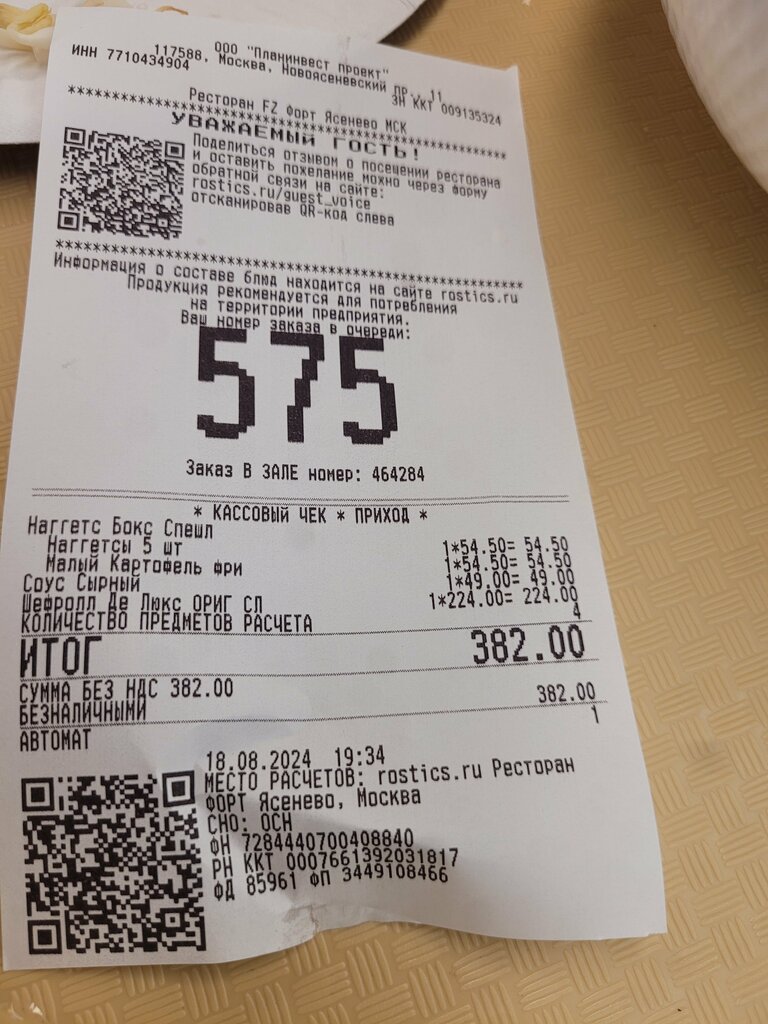 ООО "Планинвест проект"
117588, Москва, Новоясеневский пр., 11
ИНН 7710434904 ЗН ККТ 009135324
Ресторан FZ Форт Ясенево МСК
********************************************
УВАЖАЕМЫЙ ГОСТЬ!
Поделиться отзывом о посещении ресторана
и оставить пожелание можно через форму
обратной связи на сайте:
rostics.ru/guest_voice
отсканировав QR-код слева
********************************************
Информация о составе блюд находится на сайте rostics.ru
Продукция рекомендуется для потребления
на территории предприятия.
Ваш номер заказа в очереди:
575
Заказ В ЗАЛЕ номер: 464284
* КАССОВЫЙ ЧЕК * ПРИХОД *
Наггетс Бокс Спешл
Наггетсы 5 шт 1*54.50= 54.50
Малый Картофель фри 1*54.50= 54.50
Соус Сырный 1*49.00= 49.00
Шефролл Де Люкс ОРИГ СП 1*224.00= 224.00
КОЛИЧЕСТВО ПРЕДМЕТОВ РАСЧЕТА 4
ИТОГ 382.00
СУММА БЕЗ НДС 382.00
БЕЗНАЛИЧНЫМИ 382.00
АВТОМАТ 1
18.08.2024 19:34
МЕСТО РАСЧЕТОВ: rostics.ru Ресторан
ФОРТ Ясенево, Москва
СНО: ОСН
ФН 7284440700408840
РН ККТ 0007661392031817
ФД 85961 ФП 3449108466